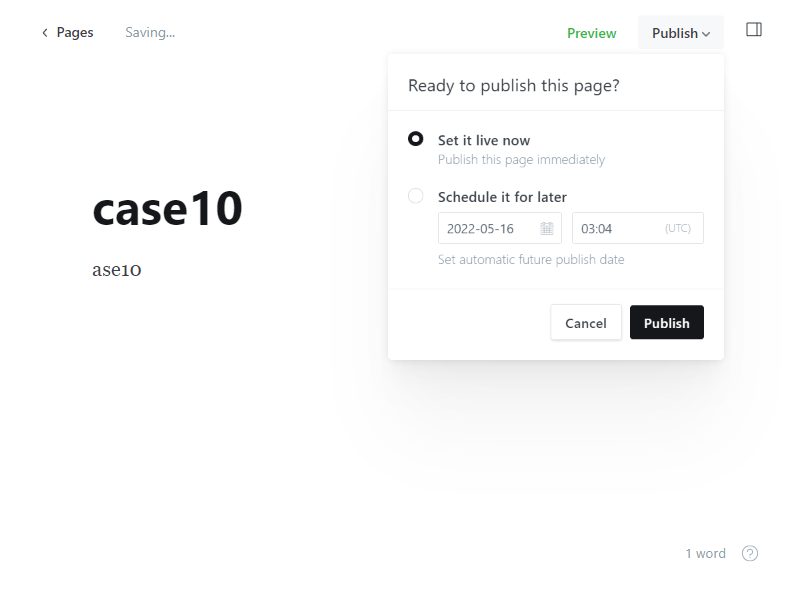 Pages
Saving...
Preview
Publish
Ready to publish this page?
Set it live now
Publish this page immediately
Schedule it for later
2022-05-16
03:04 (UTC)
Set automatic future publish date
Cancel
Publish
case10
ase10
1 word
?